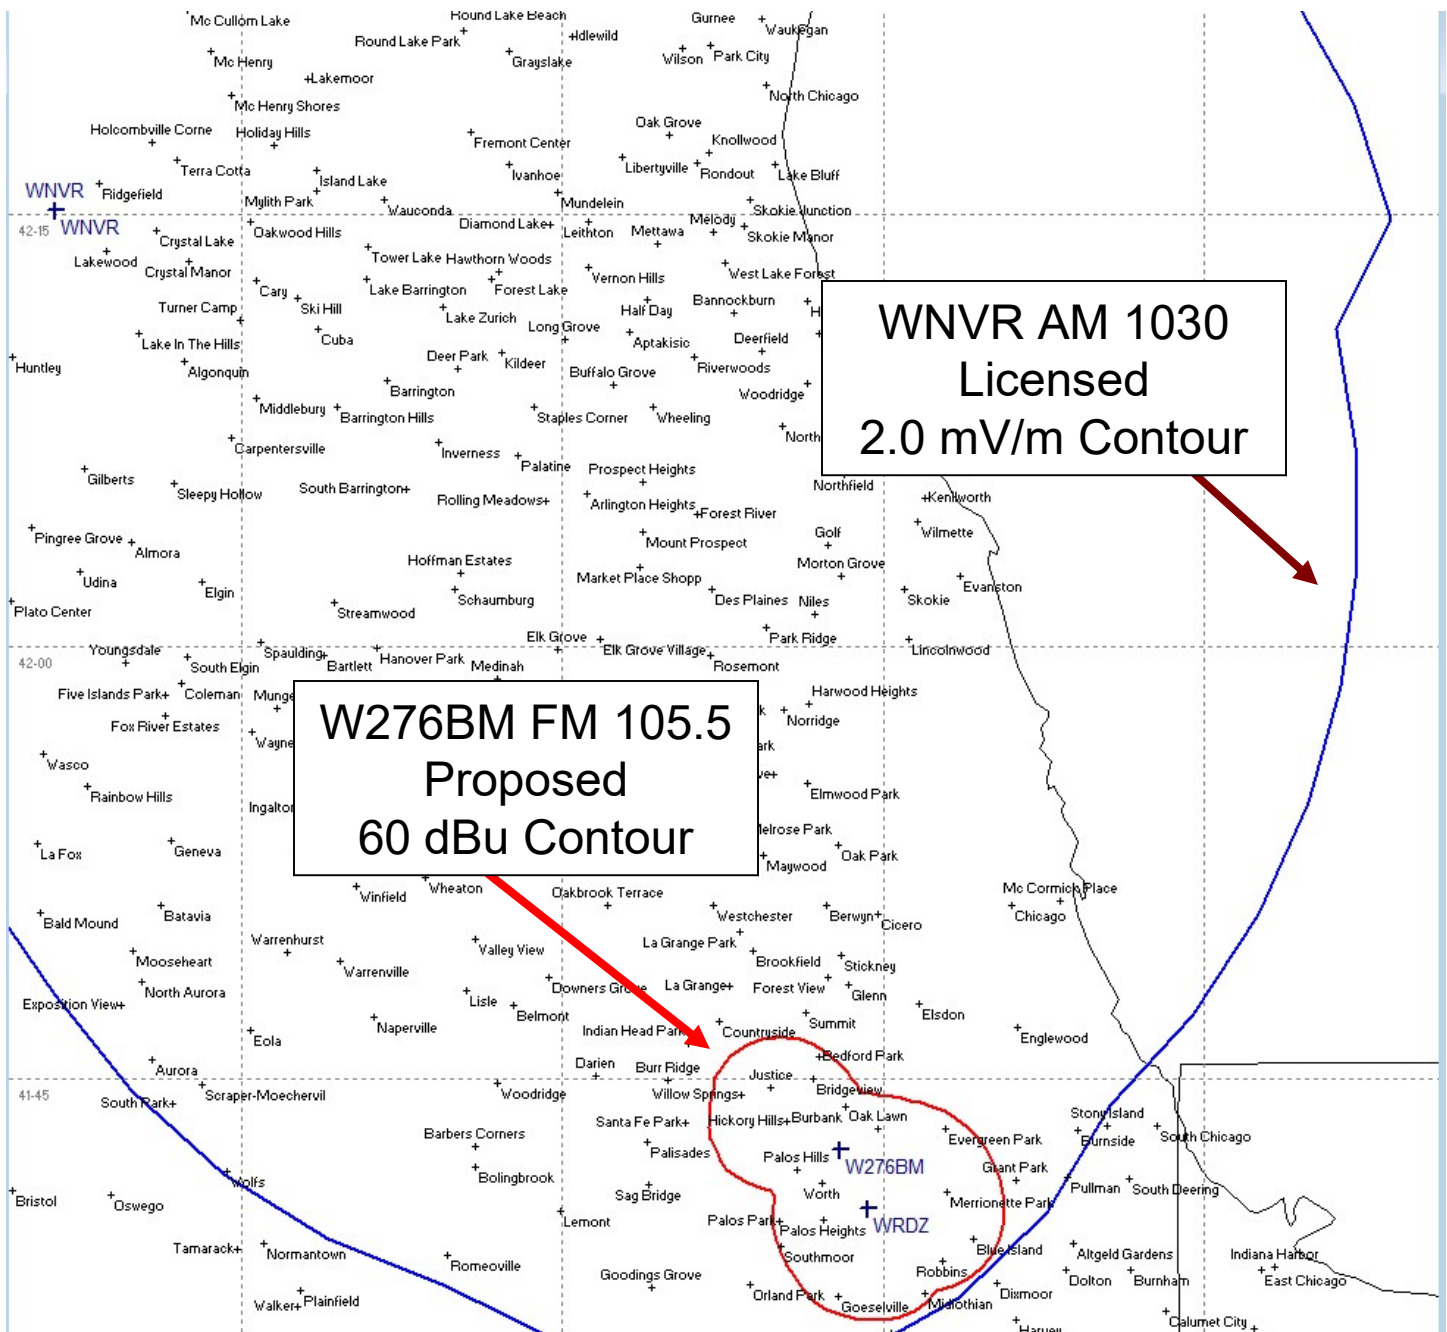 Mc Cullom Lake
Round Lake Beach
Gurnee
Waukegan
Round Lake Park
Idlewild
Mc Henry
Grayslake
Wilson
Park City
Lakemoor
North Chicago
Mc Henry Shores
Holcombville Corne
Holiday Hills
Fremont Center
Oak Grove
Knollwood
Terra Cotta
Island Lake
Ivanhoe
Libertyville
Rondout
Lake Bluff
WNVR
Ridgefield
Mylith Park
Wauconda
Mundelein
Skokie Junction
42-15
WNVR
Crystal Lake
Oakwood Hills
Diamond Lake
Leithton
Mettawa
Melody
Skokie Manor
Lakewood
Crystal Manor
Tower Lake
Hawthorn Woods
Vernon Hills
West Lake Forest
Cary
Ski Hill
Lake Barrington
Forest Lake
Half Day
Bannockburn
H
Turner Camp
Cuba
Lake Zurich
Long Grove
Aptakisic
Deerfield
Lake In The Hills
Huntley
Algonquin
Deer Park
Kildeer
Buffalo Grove
Riverwoods
Barrington
Woodridge
Middlebury
Barrington Hills
Staples Corner
Wheeling
North
WNVR AM 1030
Licensed
2.0 mV/m Contour
Carpentersville
Inverness
Palatine
Prospect Heights
Gilberts
Sleepy Hollow
South Barrington
Rolling Meadows
Arlington Heights
Forest River
Northfield
Kenilworth
Pingree Grove
Almora
Mount Prospect
Golf
Wilmette
Udina
Elgin
Hoffman Estates
Schaumburg
Market Place Shopp
Morton Grove
Evanston
Plato Center
Streamwood
Des Plaines
Niles
Skokie
Youngsdale
Spaulding
Elk Grove
Elk Grove Village
Park Ridge
Lincolnwood
42-00
South Elgin
Bartlett
Hanover Park
Medinah
Rosemont
Five Islands Park
Coleman
Munge
Harwood Heights
Fox River Estates
Wayne
k
Norridge
Wasco
ark
Rainbow Hills
Ingalton
ve
Elmwood Park
W276BM FM 105.5
Proposed
60 dBu Contour
La Fox
Geneva
Melrose Park
Maywood
Oak Park
Winfield
Wheaton
Oakbrook Terrace
Mc Cormick Place
Bald Mound
Batavia
Westchester
Berwyn
Cicero
Chicago
Warrenhurst
Valley View
La Grange Park
Mooseheart
Warrenville
Brookfield
Stickney
Exposition View
North Aurora
Lisle
Belmont
Downers Grove
La Grange
Forest View
Glenn
Eola
Naperville
Indian Head Park
Countryside
Summit
Elsdon
Englewood
Aurora
Darien
Burr Ridge
Justice
Bedford Park
42-45
South Park
Scraper-Moechervil
Woodridge
Willow Springs
Bridgeview
Barbers Corners
Santa Fe Park
Hickory Hills
Burbank
Oak Lawn
Stony Island
Palisades
Evergreen Park
Burnside
South Chicago
Bolingbrook
Palos Hills
W276BM
Grant Park
Wolfs
Sag Bridge
Worth
Merrionette Park
Pullman
South Deering
Bristol
Oswego
Lemont
Palos Park
Palos Heights
WRDZ
Tamarack
Normantown
Romeoville
Southmoor
Blue Island
Altgeld Gardens
Indiana Harbor
Goodings Grove
Robbins
Dolton
Burnham
East Chicago
Walker
Plainfield
Orland Park
Goeselville
Midlothian
Dixmoor
Harvey
Calumet City